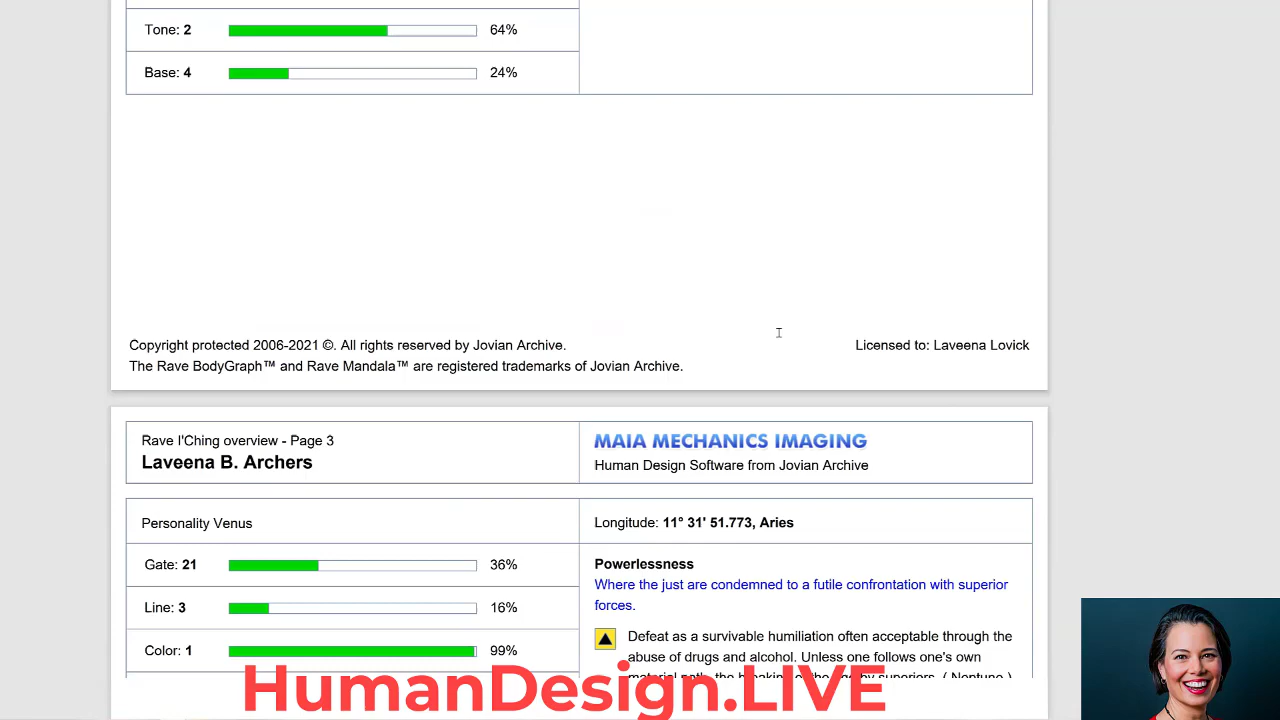 Tone: 2 64%
Base: 4 24%
Copyright protected 2006-2021 ©. All rights reserved by Jovian Archive.
Licensed to: Laveena Lovick
The Rave BodyGraph™ and Rave Mandala™ are registered trademarks of Jovian Archive.
Rave I'Ching overview - Page 3
Laveena B. Archers
MAIA MECHANICS IMAGING
Human Design Software from Jovian Archive
Personality Venus
Longitude: 11° 31' 51.773, Aries
Gate: 21 36%
Line: 3 16%
Color: 1 99%
Powerlessness
Where the just are condemned to a futile confrontation with superior
forces.
Defeat as a survivable humiliation often acceptable through the
abuse of drugs and alcohol. Unless one follows one's own
HumanDesign.LIVE